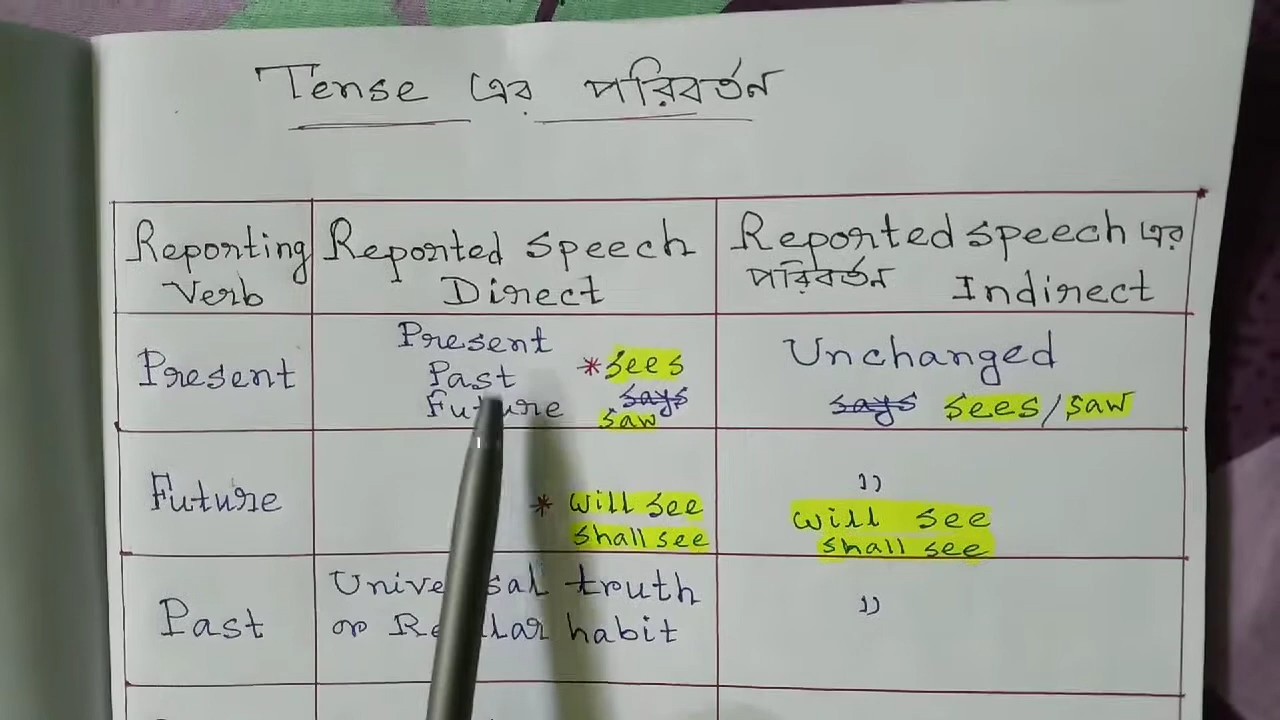 Tense এর পরিবর্তন
Reporting Verb
Reported speech Direct
Reported speech এর পরিবর্তন Indirect
Present
Present
Past *sees
Future says
saw
Unchanged
says sees/saw
Future
* will see
shall see
))
will see
shall see
Past
truth
or habit
))